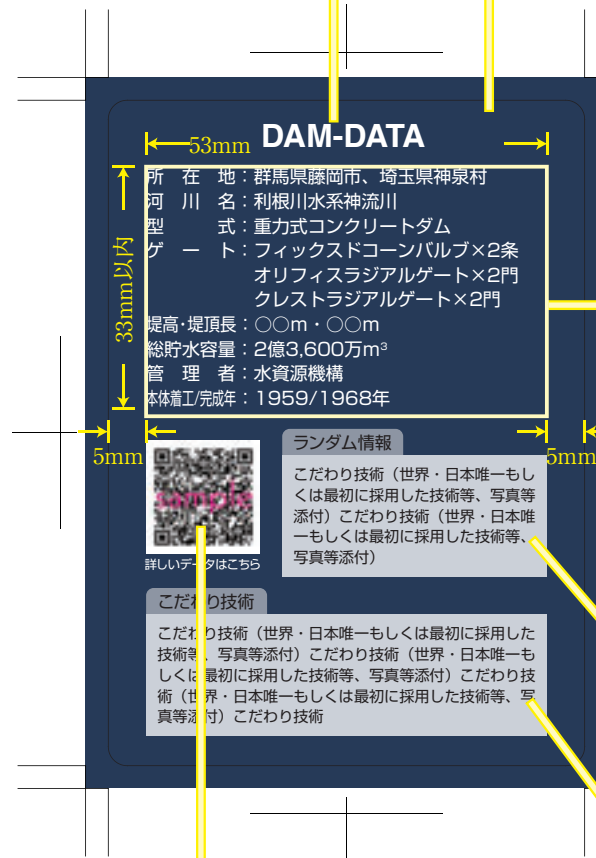 DAM-DATA
53mm
33mm以内
所　在　地：群馬県藤岡市、埼玉県神泉村
河　川　名：利根川水系神流川
型　　　式：重力式コンクリートダム
ゲ　ー　ト：フィックスドコーンバルブ×2条
オリフィスラジアルゲート×2門
クレストラジアルゲート×2門
堤高・堤頂長：○○m・○○m
総貯水容量：2億3,600万m³
管　理　者：水資源機構
本体着工/完成年：1959/1968年
5mm
5mm
sample
詳しいデータはこちら
ランダム情報
こだわり技術（世界・日本唯一もし
くは最初に採用した技術等、写真等
添付）こだわり技術（世界・日本唯
一もしくは最初に採用した技術等、
写真等添付）
こだわり技術
こだわり技術（世界・日本唯一もしくは最初に採用した
技術等、写真等添付）こだわり技術（世界・日本唯一も
しくは最初に採用した技術等、写真等添付）こだわり技
術（世界・日本唯一もしくは最初に採用した技術等、写
真等添付）こだわり技術